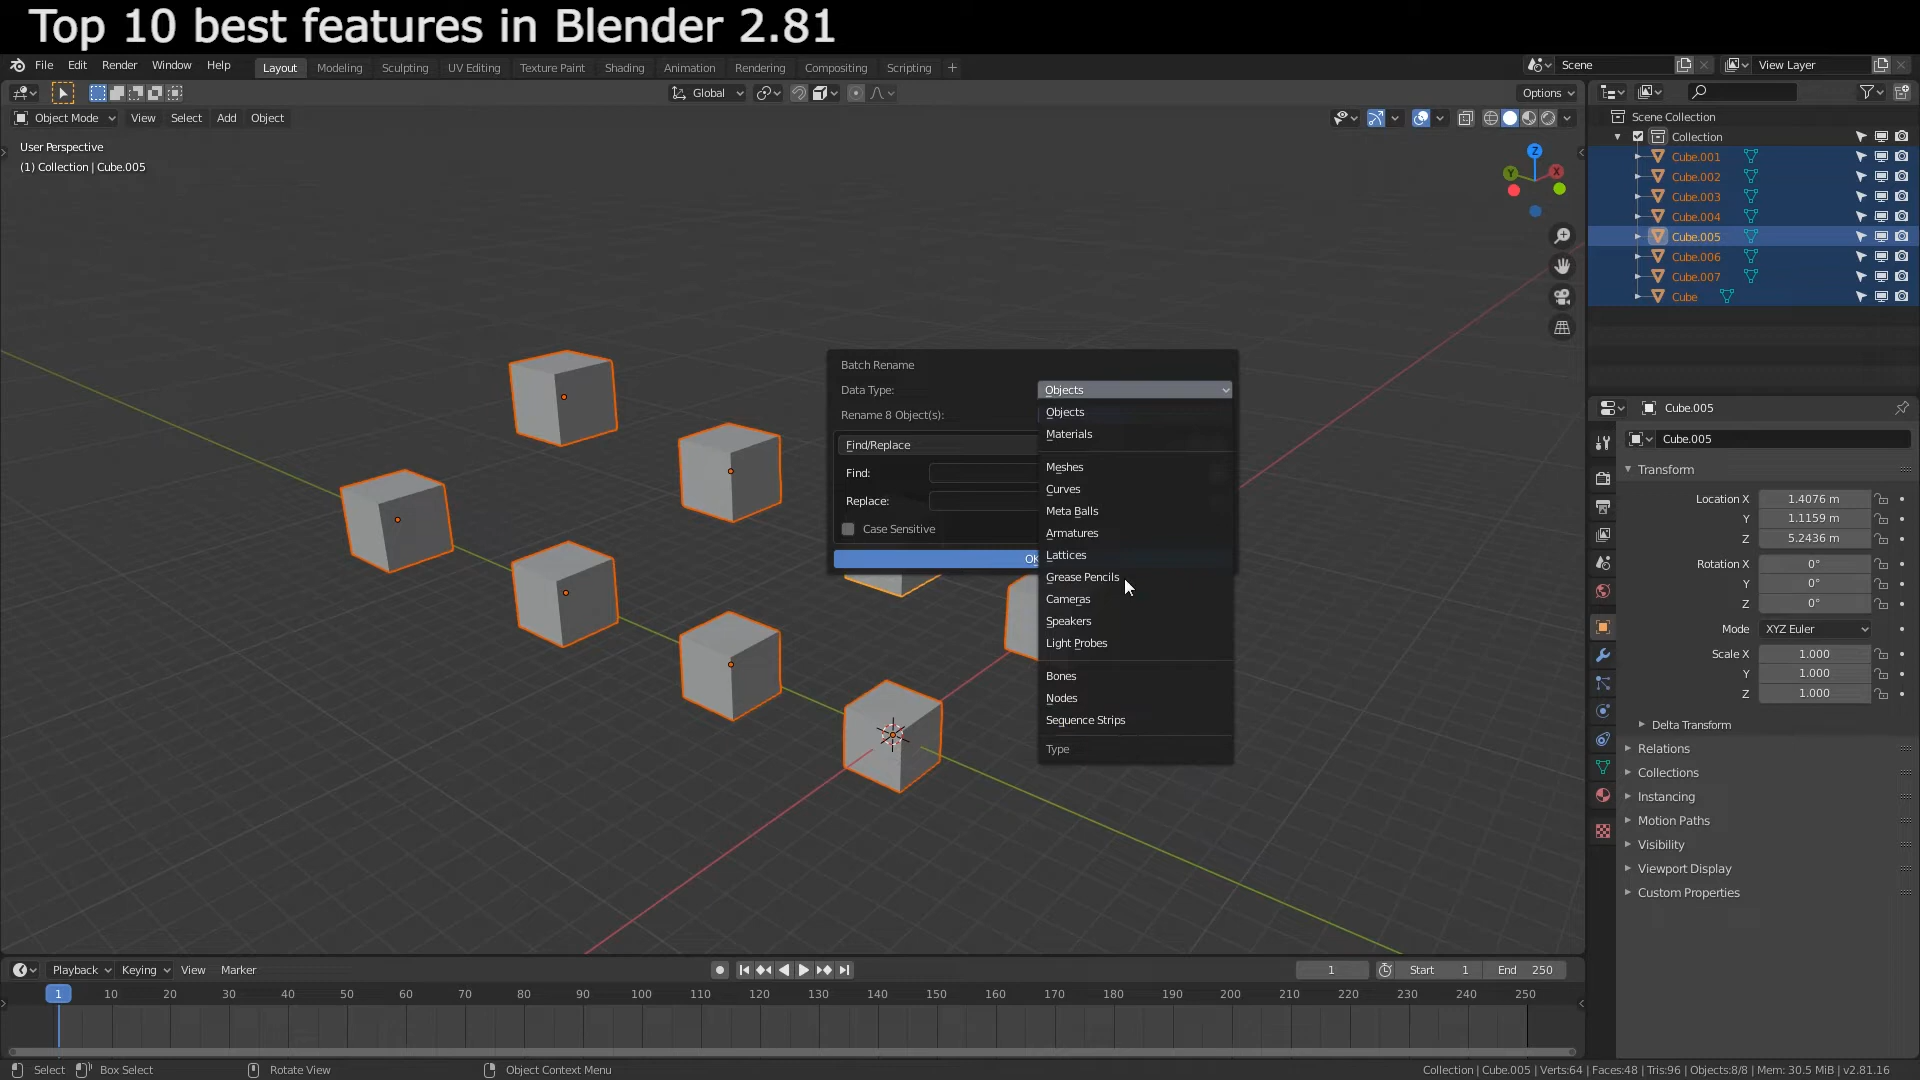 Top 10 best features in Blender 2.81
File Edit Render Window Help
Layout Modeling Sculpting UV Editing Texture Paint Shading Animation Rendering Compositing Scripting +
Scene
View Layer
Global
Options
Object Mode View Select Add Object
User Perspective
(1) Collection | Cube.005
Z
Y
X
Scene Collection
Collection
Cube.001
Cube.002
Cube.003
Cube.004
Cube.005
Cube.006
Cube.007
Cube
Batch Rename
Data Type: Objects
Rename 8 Object(s):
Find/Replace
Find:
Replace:
Case Sensitive
OK
Objects
Materials
Meshes
Curves
Meta Balls
Armatures
Lattices
Grease Pencils
Cameras
Speakers
Light Probes
Bones
Nodes
Sequence Strips
Type
Cube.005
Cube.005
Transform
Location X 1.4076 m
Y 1.1159 m
Z 5.2436 m
Rotation X 0°
Y 0°
Z 0°
Mode XYZ Euler
Scale X 1.000
Y 1.000
Z 1.000
Delta Transform
Relations
Collections
Instancing
Motion Paths
Visibility
Viewport Display
Custom Properties
Playback Keying View Marker
1 Start 1 End 250
1 10 20 30 40 50 60 70 80 90 100 110 120 130 140 150 160 170 180 190 200 210 220 230 240 250
Select Box Select Rotate View Object Context Menu
Collection | Cube.005 | Verts:64 | Faces:48 | Tris:96 | Objects:8/8 | Mem: 30.5 MiB | v2.81.16